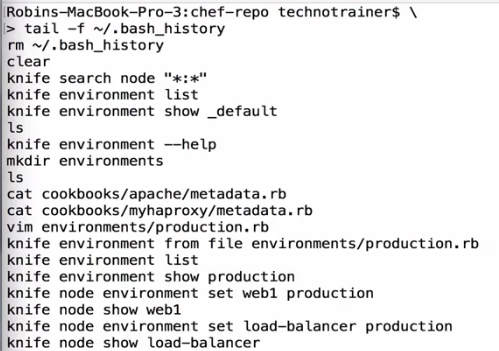 Robins-MacBook-Pro-3:chef-repo technotrainer$ \
> tail -f ~/.bash_history
rm ~/.bash_history
clear
knife search node "*:*"
knife environment list
knife environment show _default
ls
knife environment --help
mkdir environments
ls
cat cookbooks/apache/metadata.rb
cat cookbooks/myhaproxy/metadata.rb
vim environments/production.rb
knife environment from file environments/production.rb
knife environment list
knife environment show production
knife node environment set web1 production
knife node show web1
knife node environment set load-balancer production
knife node show load-balancer